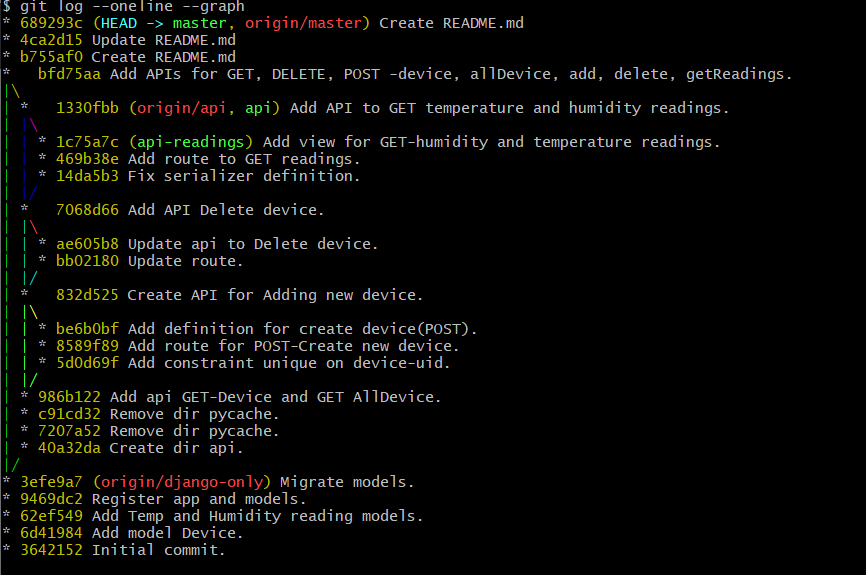 $ git log --oneline --graph
* 689293c (HEAD -> master, origin/master) Create README.md
* 4ca2d15 Update README.md
* b755af0 Create README.md
*   bfd75aa Add APIs for GET, DELETE, POST -device, allDevice, add, delete, getReadings.
|\
| *   1330fbb (origin/api, api) Add API to GET temperature and humidity readings.
| |\
| | * 1c75a7c (api-readings) Add view for GET-humidity and temperature readings.
| | * 469b38e Add route to GET readings.
| | * 14da5b3 Fix serializer definition.
| |/
| *   7068d66 Add API Delete device.
| |\
| | * ae605b8 Update api to Delete device.
| | * bb02180 Update route.
| |/
| *   832d525 Create API for Adding new device.
| |\
| | * be6b0bf Add definition for create device(POST).
| | * 8589f89 Add route for POST-Create new device.
| | * 5d0d69f Add constraint unique on device-uid.
| |/
| * 986b122 Add api GET-Device and GET AllDevice.
| * c91cd32 Remove dir pycache.
| * 7207a52 Remove dir pycache.
| * 40a32da Create dir api.
|/
* 3efe9a7 (origin/django-only) Migrate models.
* 9469dc2 Register app and models.
* 62ef549 Add Temp and Humidity reading models.
* 6d41984 Add model Device.
* 3642152 Initial commit.